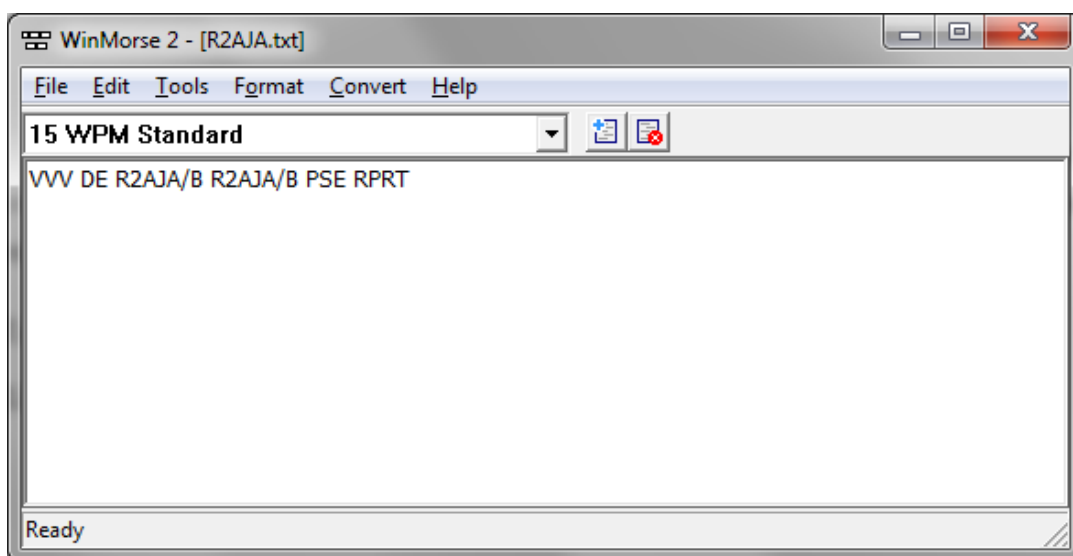 WinMorse 2 - [R2AJA.txt]
File Edit Tools Format Convert Help
15 WPM Standard
VVV DE R2AJA/B R2AJA/B PSE RPRT
Ready